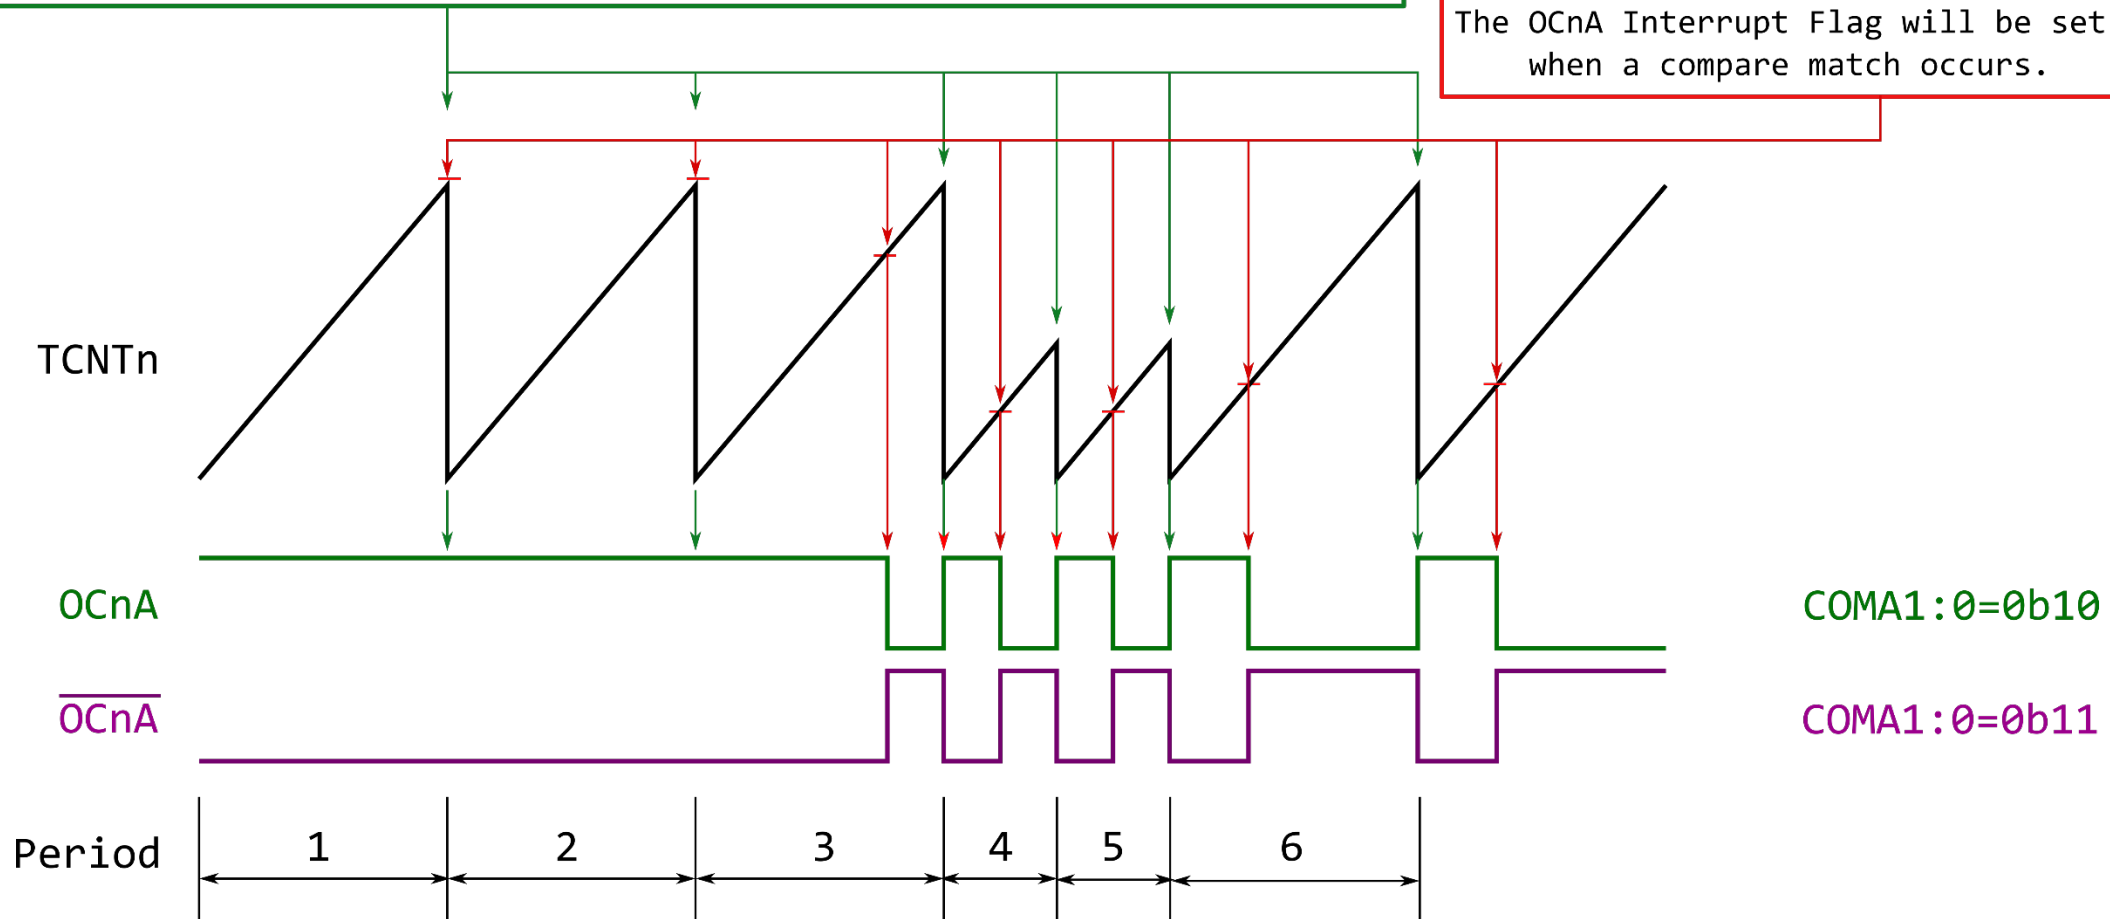 The OCnA Interrupt Flag will be set
when a compare match occurs.
TCNTn
OCnA
COMA1:0=0b10
OCnA
COMA1:0=0b11
Period
1
2
3
4
5
6